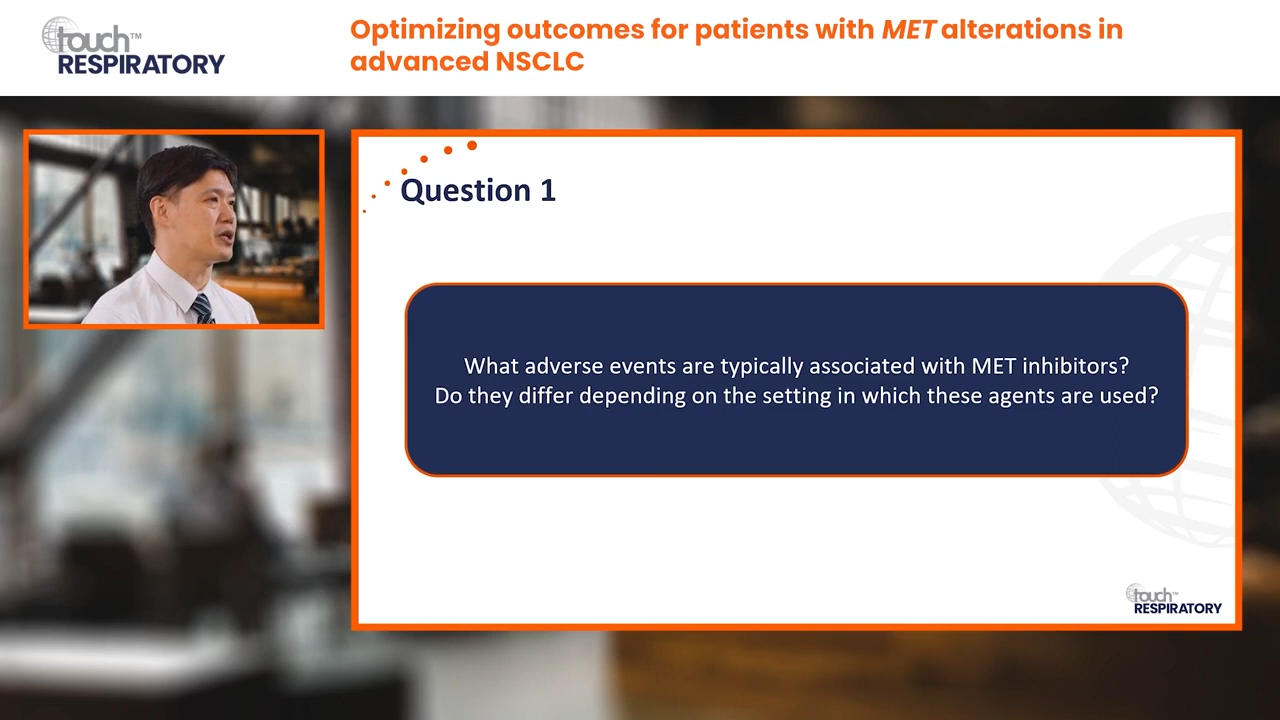 touch™
RESPIRATORY
Optimizing outcomes for patients with MET alterations in
advanced NSCLC
Question 1
What adverse events are typically associated with MET inhibitors?
Do they differ depending on the setting in which these agents are used?
touch™
RESPIRATORY